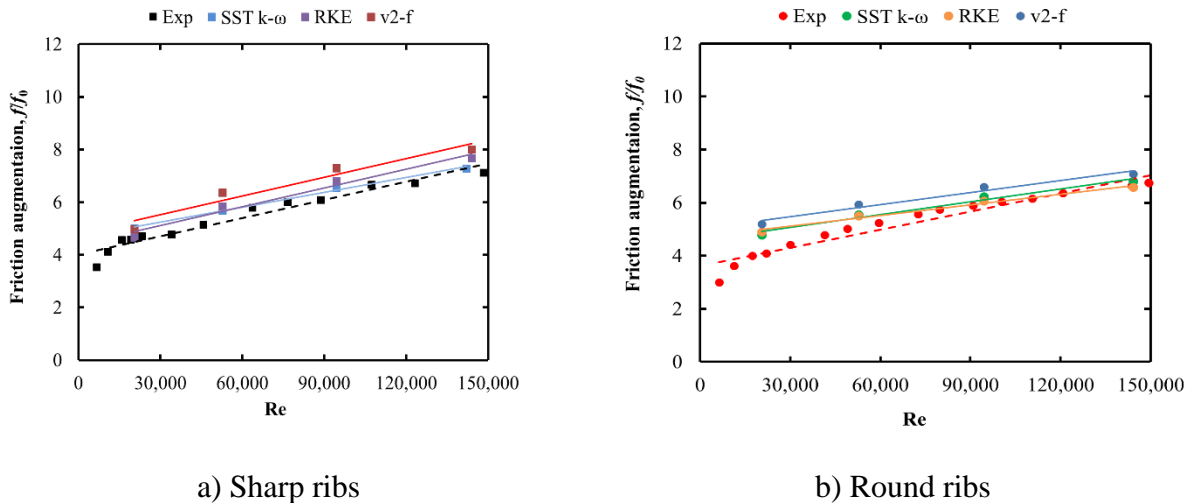 Exp SST k-ω RKE v2-f
12
10
8
6
4
2
0
Friction augmentaion, f/f0
0 30,000 60,000 90,000 120,000 150,000
Re
a) Sharp ribs
Exp SST k-ω RKE v2-f
12
10
8
6
4
2
0
Friction augmentaion, f/f0
0 30,000 60,000 90,000 120,000 150,000
Re
b) Round ribs